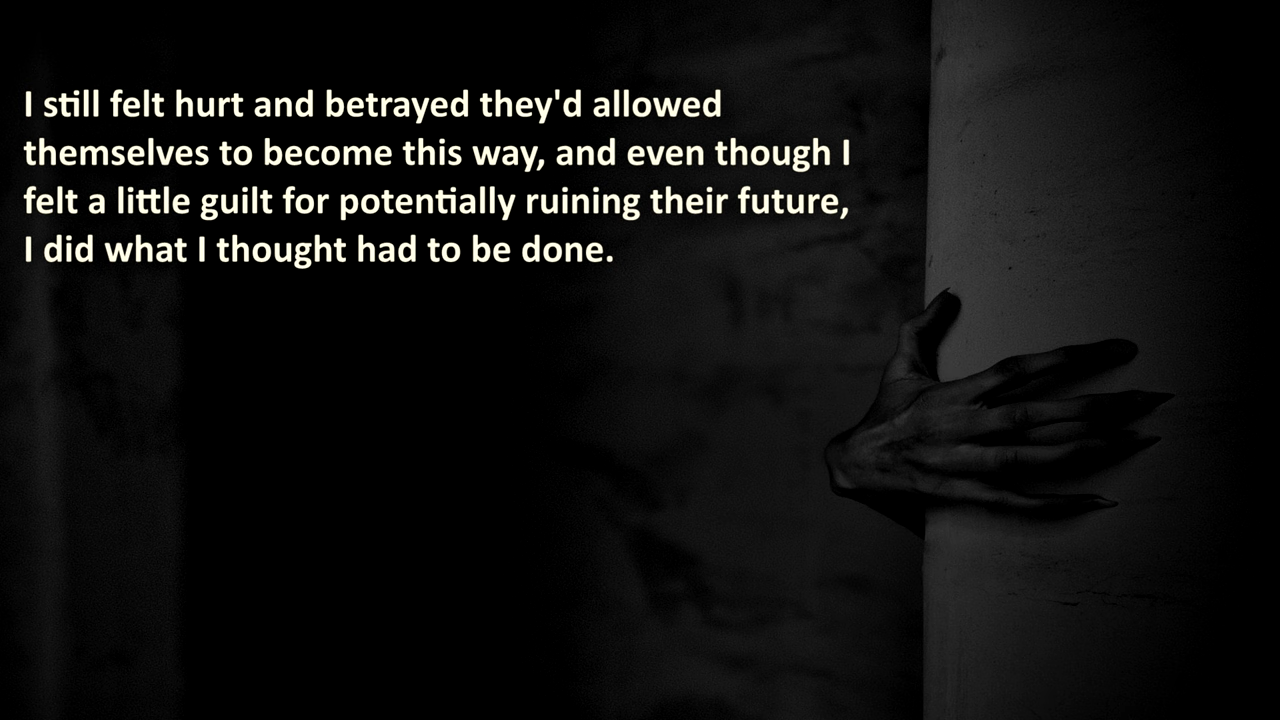 I still felt hurt and betrayed they'd allowed
themselves to become this way, and even though I
felt a little guilt for potentially ruining their future,
I did what I thought had to be done.